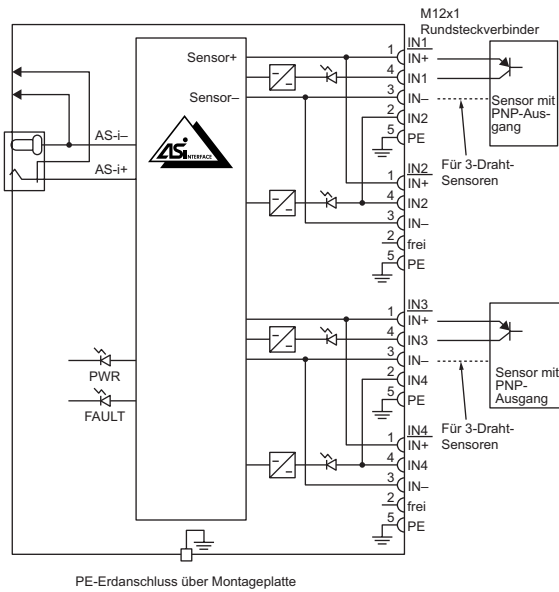 M12x1
Rundsteckverbinder
IN1
1 IN+
4 IN1
3 IN–
2 IN2
5 PE
Sensor+
Sensor–
Sensor mit
PNP-Aus-
gang
Für 3-Draht-
Sensoren
AS-i–
AS-i+
ASi INTERFACE
IN2
1 IN+
4 IN2
3 IN–
2 frei
5 PE
IN3
1 IN+
4 IN3
3 IN–
2 IN4
5 PE
Sensor mit
PNP-
Ausgang
Für 3-Draht-
Sensoren
PWR
FAULT
IN4
1 IN+
4 IN4
3 IN–
2 frei
5 PE
PE-Erdanschluss über Montageplatte